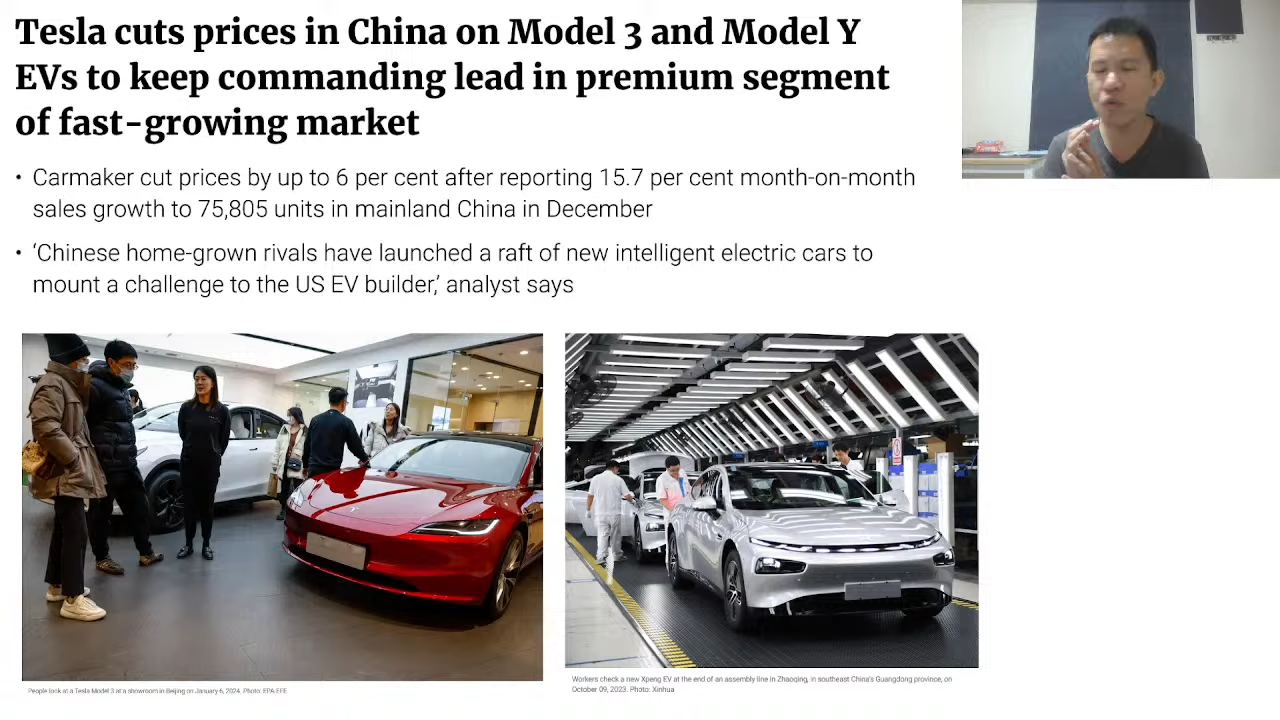 Tesla cuts prices in China on Model 3 and Model Y
EVs to keep commanding lead in premium segment
of fast-growing market
• Carmaker cut prices by up to 6 per cent after reporting 15.7 per cent month-on-month
sales growth to 75,805 units in mainland China in December
• ‘Chinese home-grown rivals have launched a raft of new intelligent electric cars to
mount a challenge to the US EV builder,’ analyst says
People look at a Tesla Model 3 at a showroom in Beijing on January 6, 2024. Photo: EPA EFE
Workers check a new Xpeng EV at the end of an assembly line in Zhaoqing, in southeast China's Guangdong province, on
October 09, 2023. Photo: Xinhua